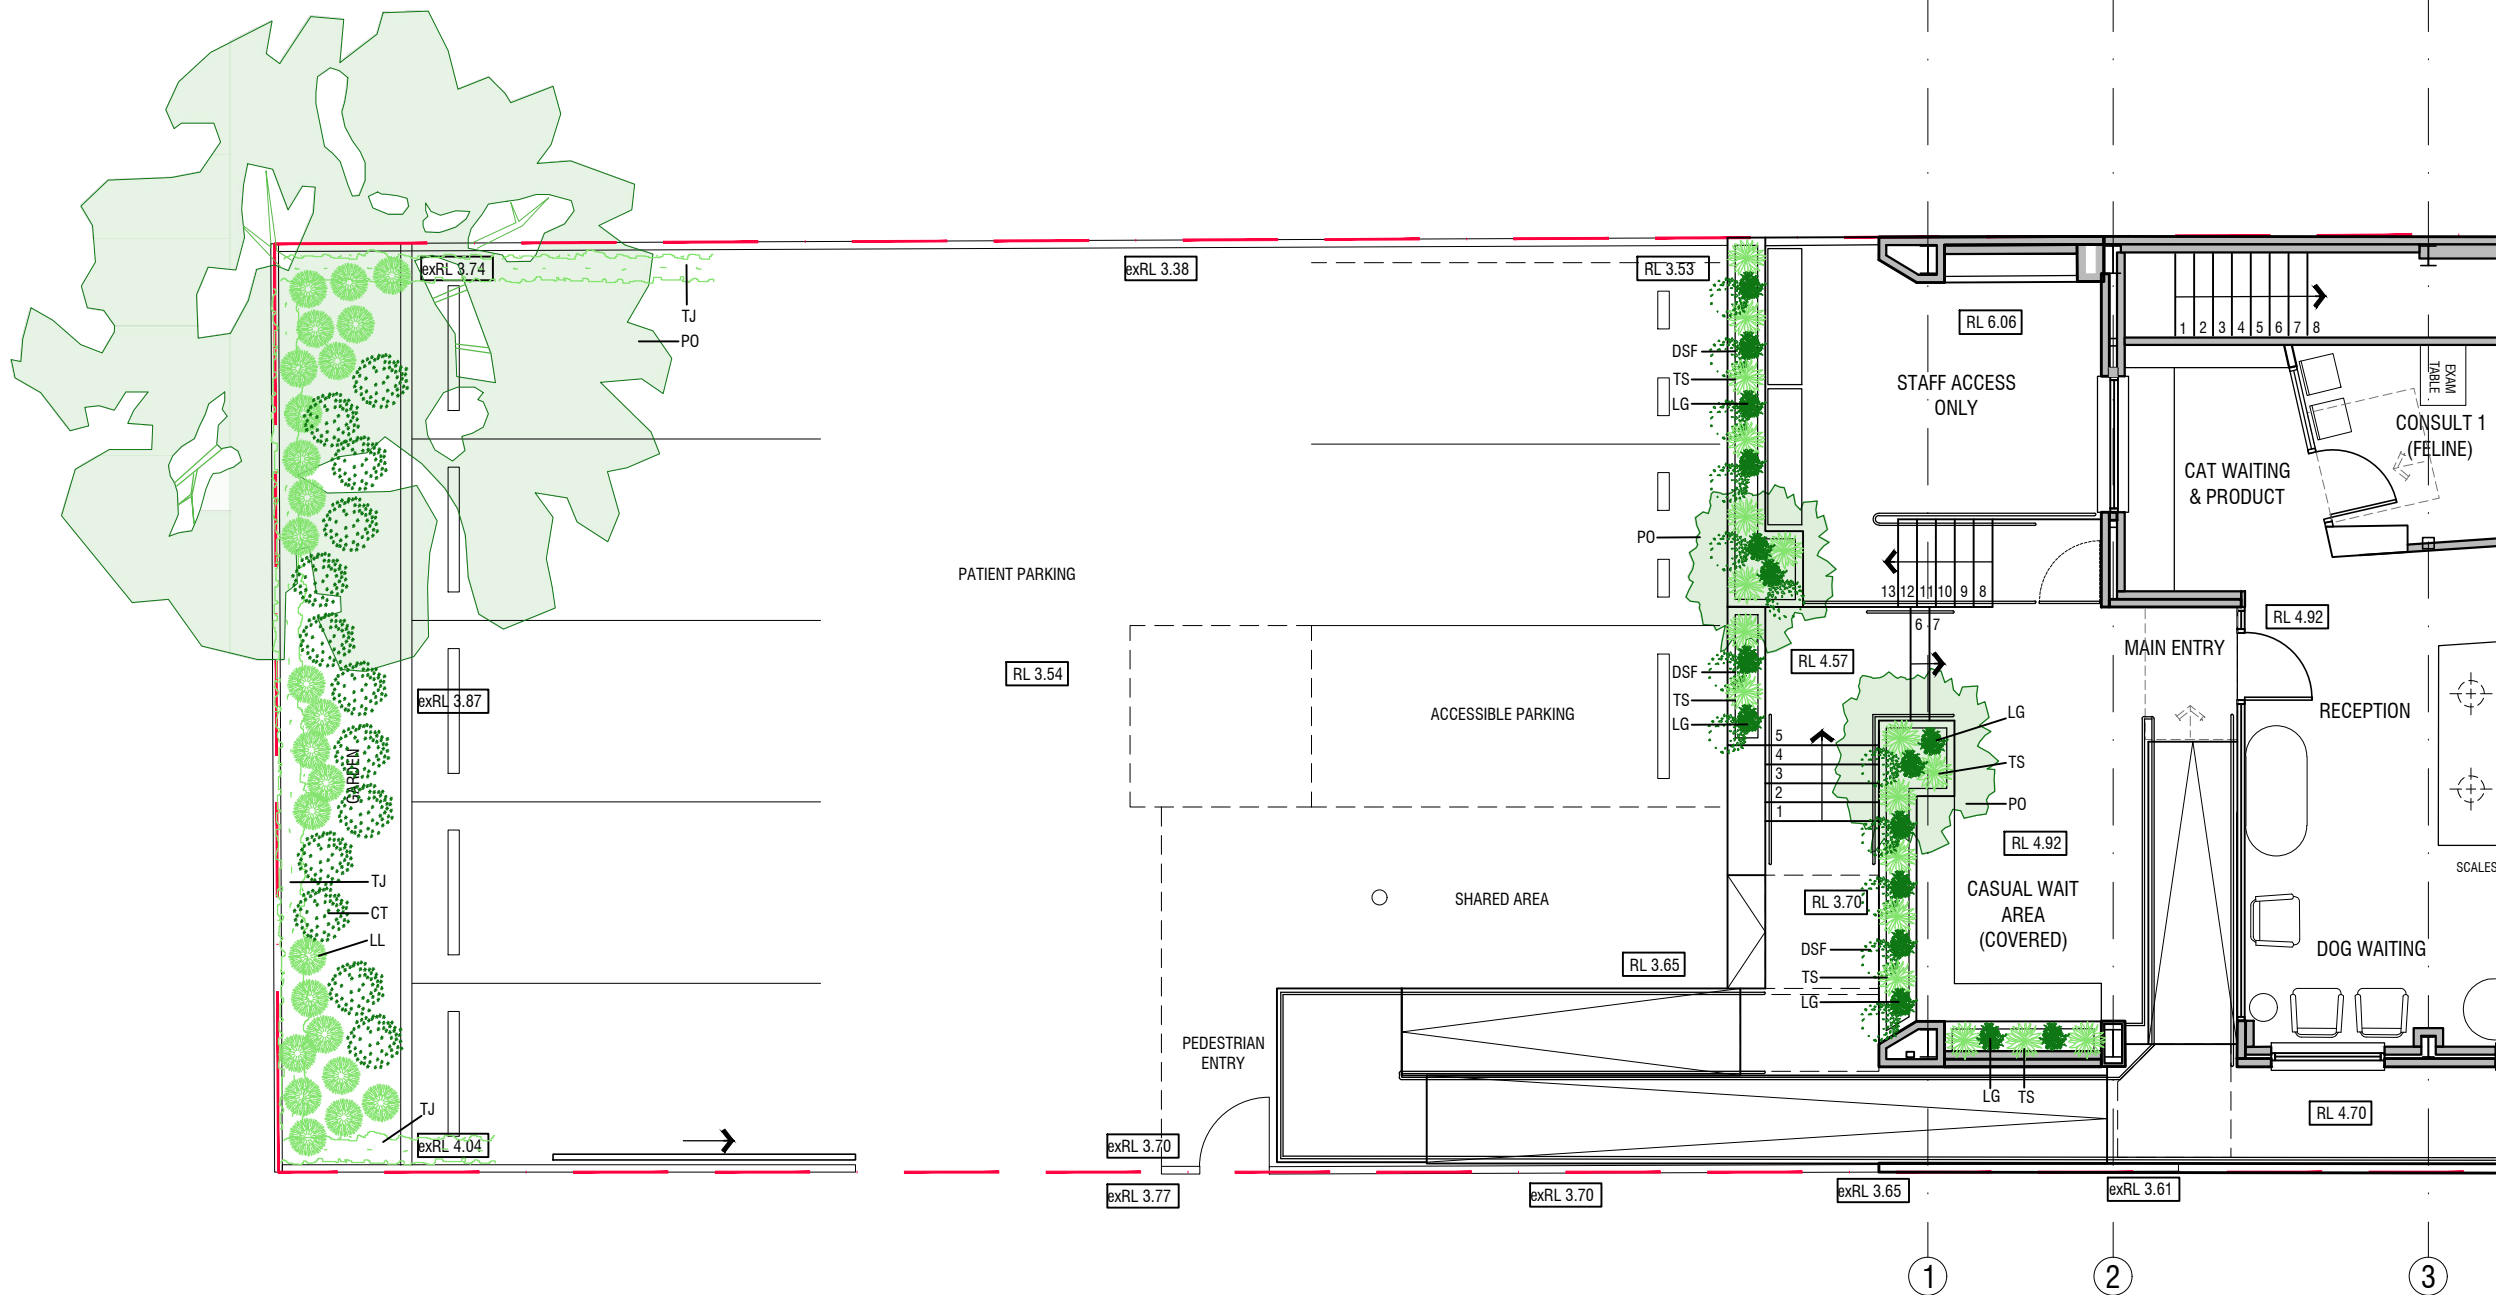 exRL 3.74
exRL 3.38
RL 3.53
TJ
PO
DSF
TS
LG
RL 6.06
1 2 3 4 5 6 7 8
STAFF ACCESS
ONLY
EXAM
TABLE
CONSULT 1
(FELINE)
CAT WAITING
& PRODUCT
PO
PATIENT PARKING
13 12 11 10 9 8
6 7
RL 4.92
MAIN ENTRY
RL 3.54
RL 4.57
DSF
TS
LG
exRL 3.87
ACCESSIBLE PARKING
LG
RECEPTION
5
4
3
2
1
TS
PO
GARDEN
RL 4.92
SCALES
TJ
CT
LL
SHARED AREA
RL 3.70
CASUAL WAIT
AREA
(COVERED)
DSF
TS
LG
DOG WAITING
RL 3.65
PEDESTRIAN
ENTRY
TJ
LG
TS
RL 4.70
exRL 4.04
exRL 3.70
exRL 3.77
exRL 3.70
exRL 3.65
exRL 3.61
1
2
3